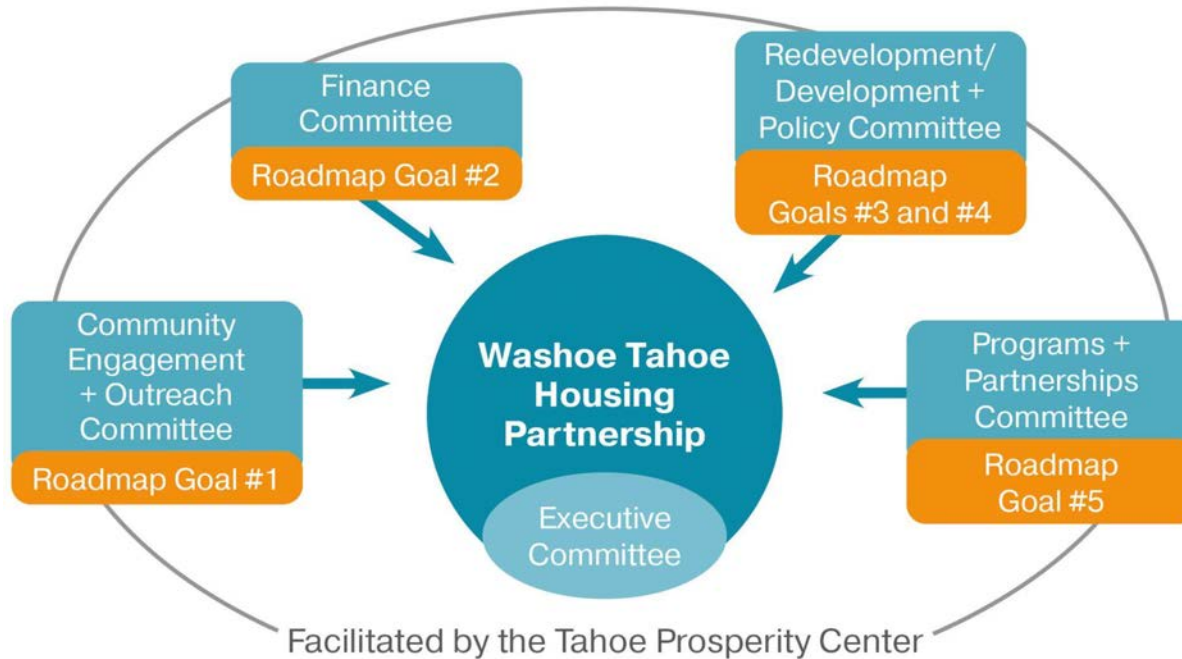 Finance
Committee
Roadmap Goal #2
Redevelopment/
Development +
Policy Committee
Roadmap
Goals #3 and #4
Community
Engagement
+ Outreach
Committee
Roadmap Goal #1
Washoe Tahoe
Housing
Partnership
Executive
Committee
Programs +
Partnerships
Committee
Roadmap
Goal #5
Facilitated by the Tahoe Prosperity Center